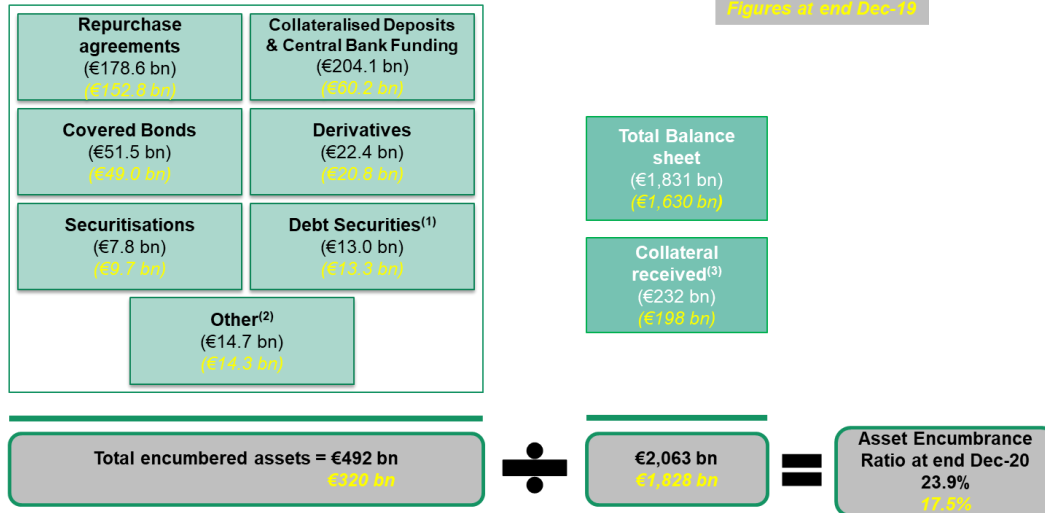 Figures at end Dec-19
Repurchase
agreements
(€178.6 bn)
(€152.8 bn)
Collateralised Deposits
& Central Bank Funding
(€204.1 bn)
(€60.2 bn)
Covered Bonds
(€51.5 bn)
(€49.0 bn)
Derivatives
(€22.4 bn)
(€20.8 bn)
Securitisations
(€7.8 bn)
(€9.7 bn)
Debt Securities(1)
(€13.0 bn)
(€13.3 bn)
Other(2)
(€14.7 bn)
(€14.3 bn)
Total Balance
sheet
(€1,831 bn)
(€1,630 bn)
Collateral
received(3)
(€232 bn)
(€198 bn)
Total encumbered assets = €492 bn
€320 bn
÷
€2,063 bn
€1,828 bn
=
Asset Encumbrance
Ratio at end Dec-20
23.9%
17.5%